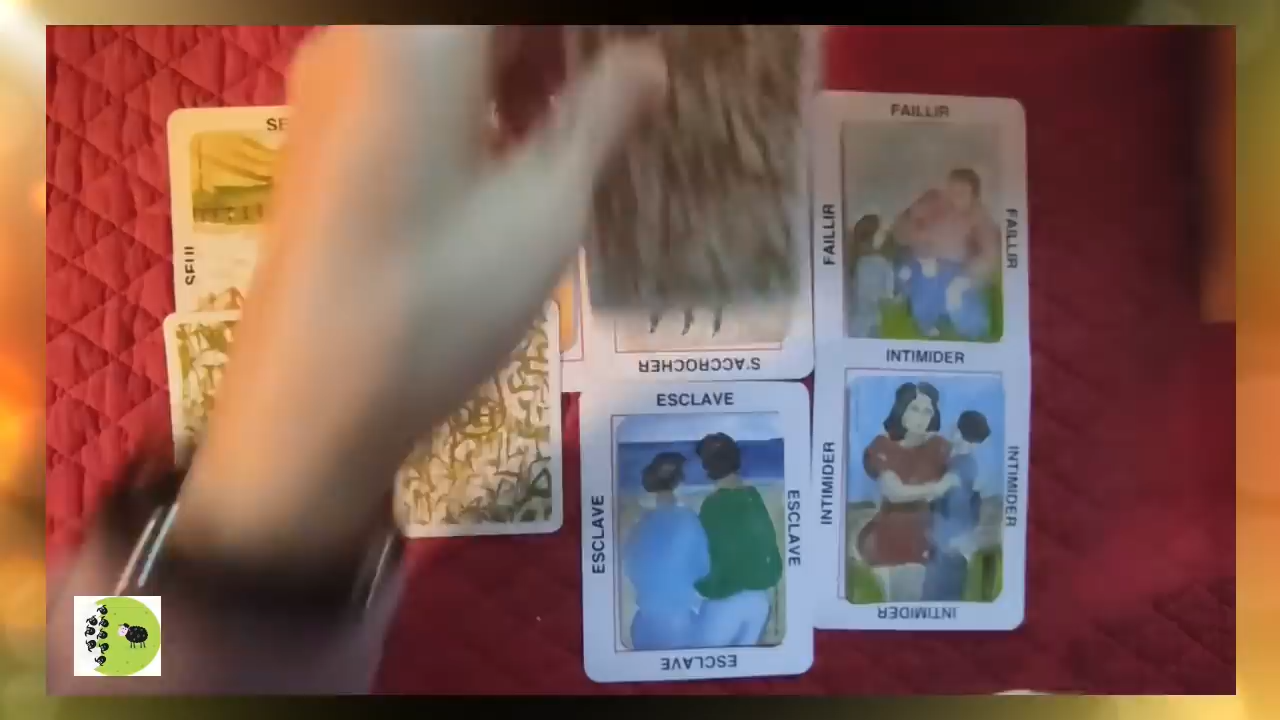 FAILLIR
FAILLIR
FAILLIR
S'ACCROCHER
INTIMIDER
INTIMIDER
INTIMIDER
INTIMIDER
ESCLAVE
ESCLAVE
ESCLAVE
ESCLAVE